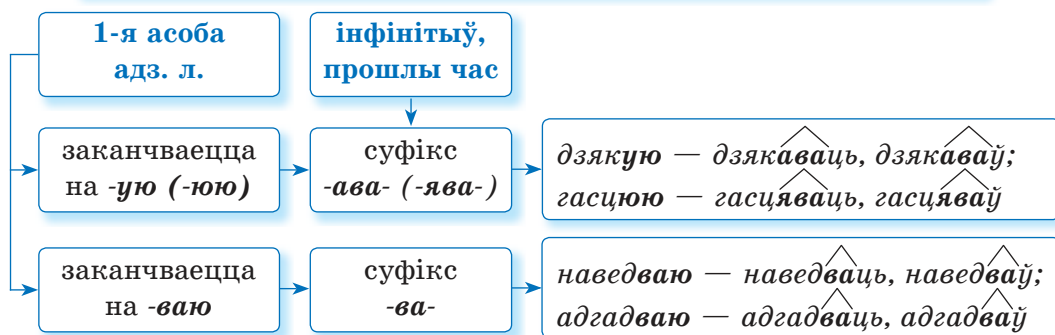 1-я асоба
адз. л.
інфінітыў,
прошлы час
заканчваецца
на -ую (-юю)
суфікс
-ава- (-ява-)
дзякую — дзякаваць, дзякаваў;
гасцюю — гасцяваць, гасцяваў
заканчваецца
на -ваю
суфікс
-ва-
наведваю — наведваць, наведваў;
адгадваю — адгадваць, адгадваў